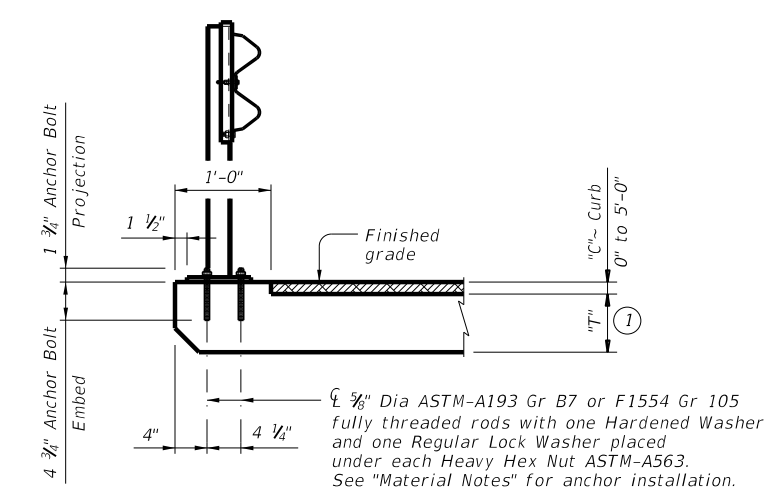 1 ¾" Anchor Bolt
Projection
1'-0"
1 ½"
Finished
grade
"C"~ Curb
0" to 5'-0"
"T"
1
4 ¾" Anchor Bolt
Embed
4"
4 ¼"
℄ ⅝" Dia ASTM-A193 Gr B7 or F1554 Gr 105
fully threaded rods with one Hardened Washer
and one Regular Lock Washer placed
under each Heavy Hex Nut ASTM-A563.
See "Material Notes" for anchor installation.